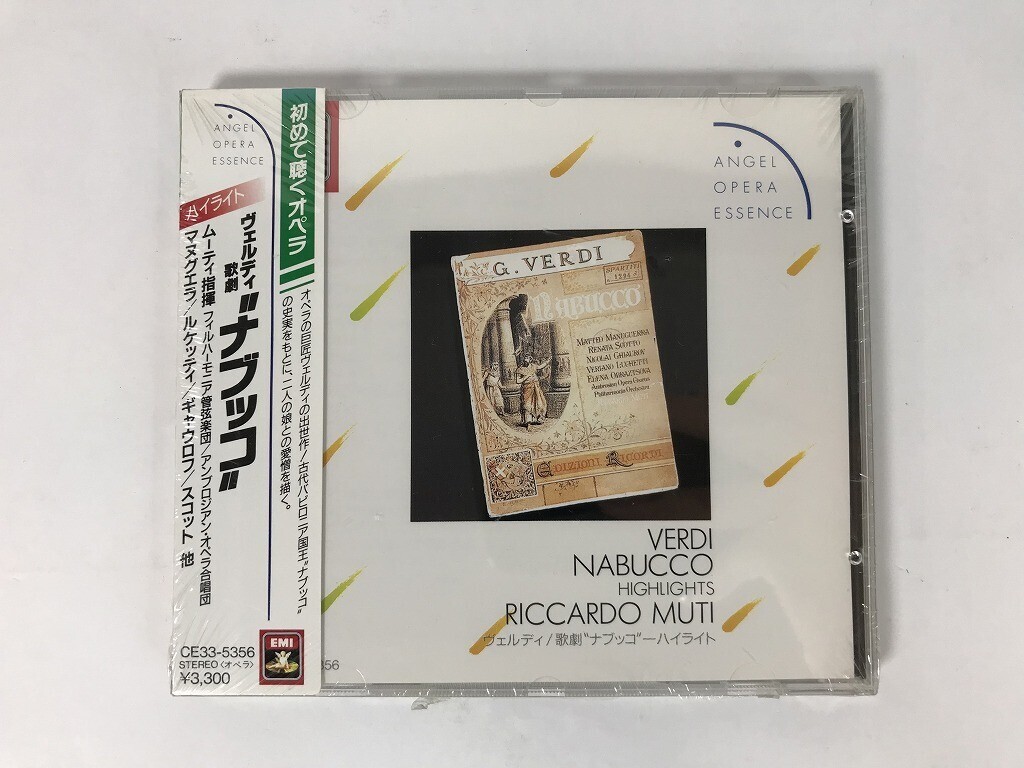 ANGEL
OPERA
ESSENCE
初めて聴くオペラ
オペラの巨匠ヴェルディの出世作!古代バビロニア国王“ナブッコ”
の史実をもとに、二人の娘との愛憎を描く。
ハイライト
ヴェルディ
歌劇
“ナブッコ”
ムーティ指揮 フィルハーモニア管弦楽団/アンブロジアン・オペラ合唱団
マヌグエラ/ルケッティ/ギャウロフ/スコット 他
CE33-5356
STEREO〈オペラ〉
¥3,300
EMI
ANGEL
OPERA
ESSENCE
G. VERDI
SPARTITI
Nabucco
MATTEO MANUGUERRA
RENATA SCOTTO
NICOLAI GHIAUROV
VERIANO LUCHETTI
ELENA OBRAZTSOVA
Ambrosian Opera Chorus
Philharmonia Orchestra
EDIZIONI RICORDI
VERDI
NABUCCO
HIGHLIGHTS
RICCARDO MUTI
ヴェルディ/歌劇“ナブッコ”―ハイライト
356